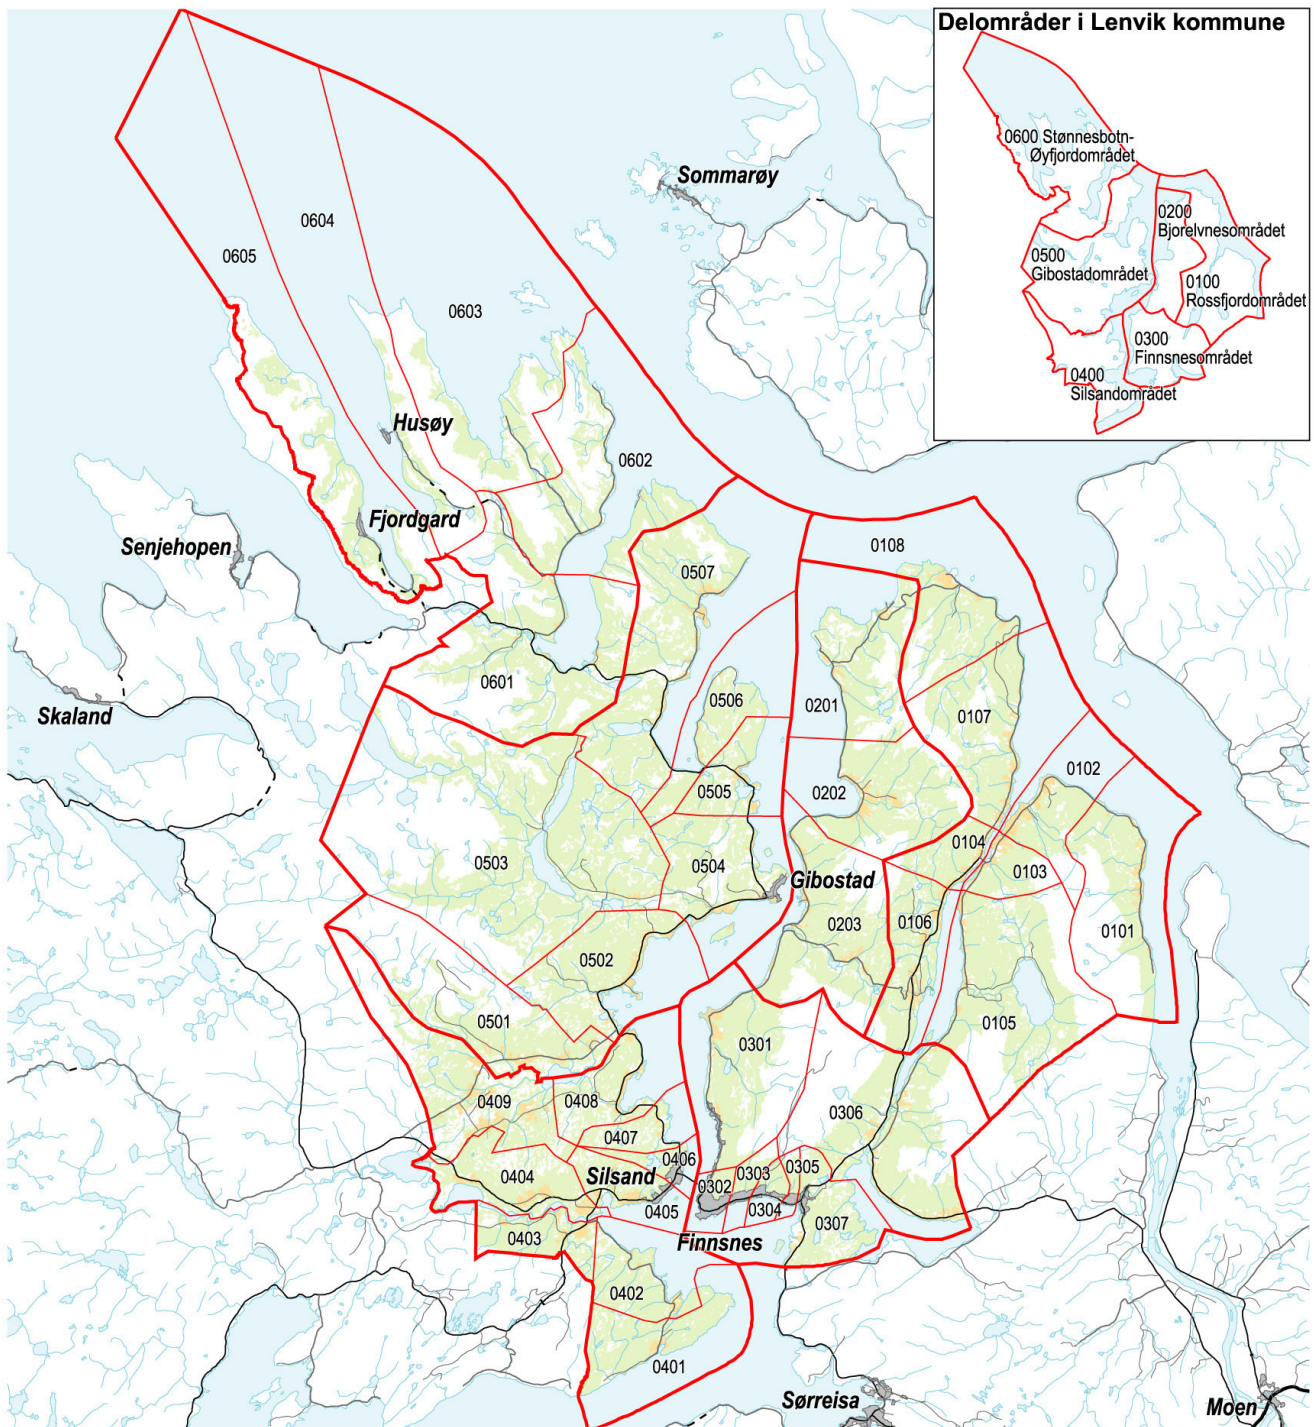 Delområder i Lenvik kommune
0600 Stønnesbotn-
Øyfjordområdet
0200
Bjorelvnesområdet
0500
Gibostadområdet
0100
Rossfjordområdet
0300
Finnsnesområdet
0400
Silsandområdet
Sommarøy
0604
0605
0603
Husøy
0602
Fjordgard
Senjehopen
0108
0507
0601
0506
0201
0107
Skaland
0102
0505
0202
0104
0503
0504
0103
Gibostad
0106
0101
0203
0502
0501
0105
0301
0409
0408
0306
0407
0406
0404
Silsand
0303
0305
0302
0405
0304
0307
0403
Finnsnes
0402
0401
Sørreisa
Moen